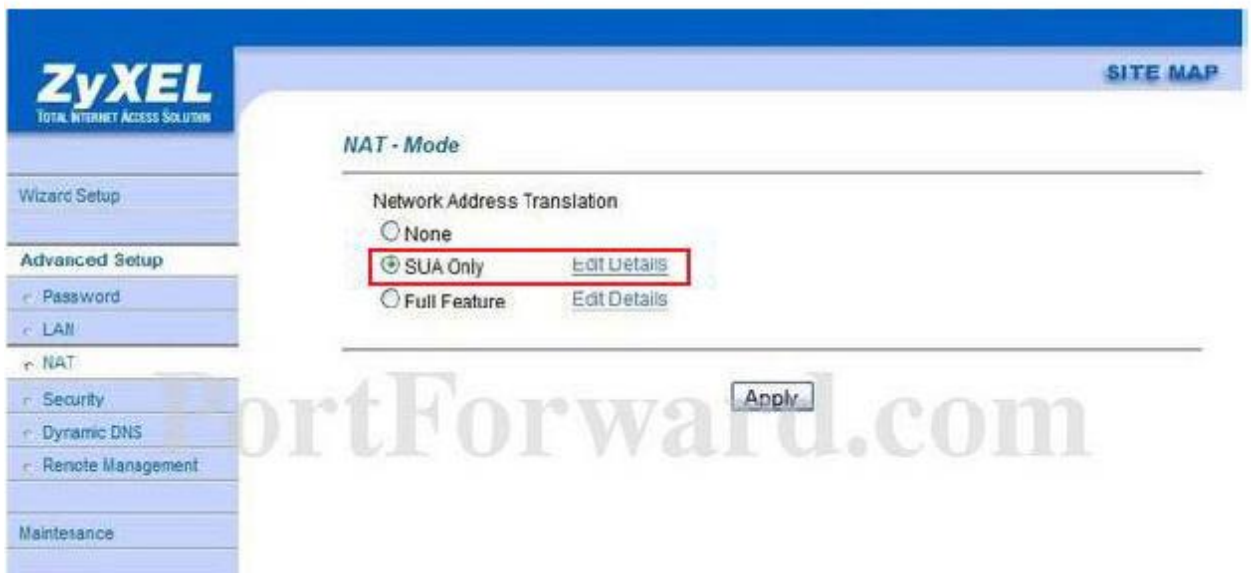 ZyXEL
TOTAL INTERNET ACCESS SOLUTION
SITE MAP
NAT - Mode
Wizard Setup
Advanced Setup
Password
LAN
NAT
Security
Dynamic DNS
Remote Management
Maintenance
Network Address Translation
None
SUA Only Edit Details
Full Feature Edit Details
Apply
PortForward.com